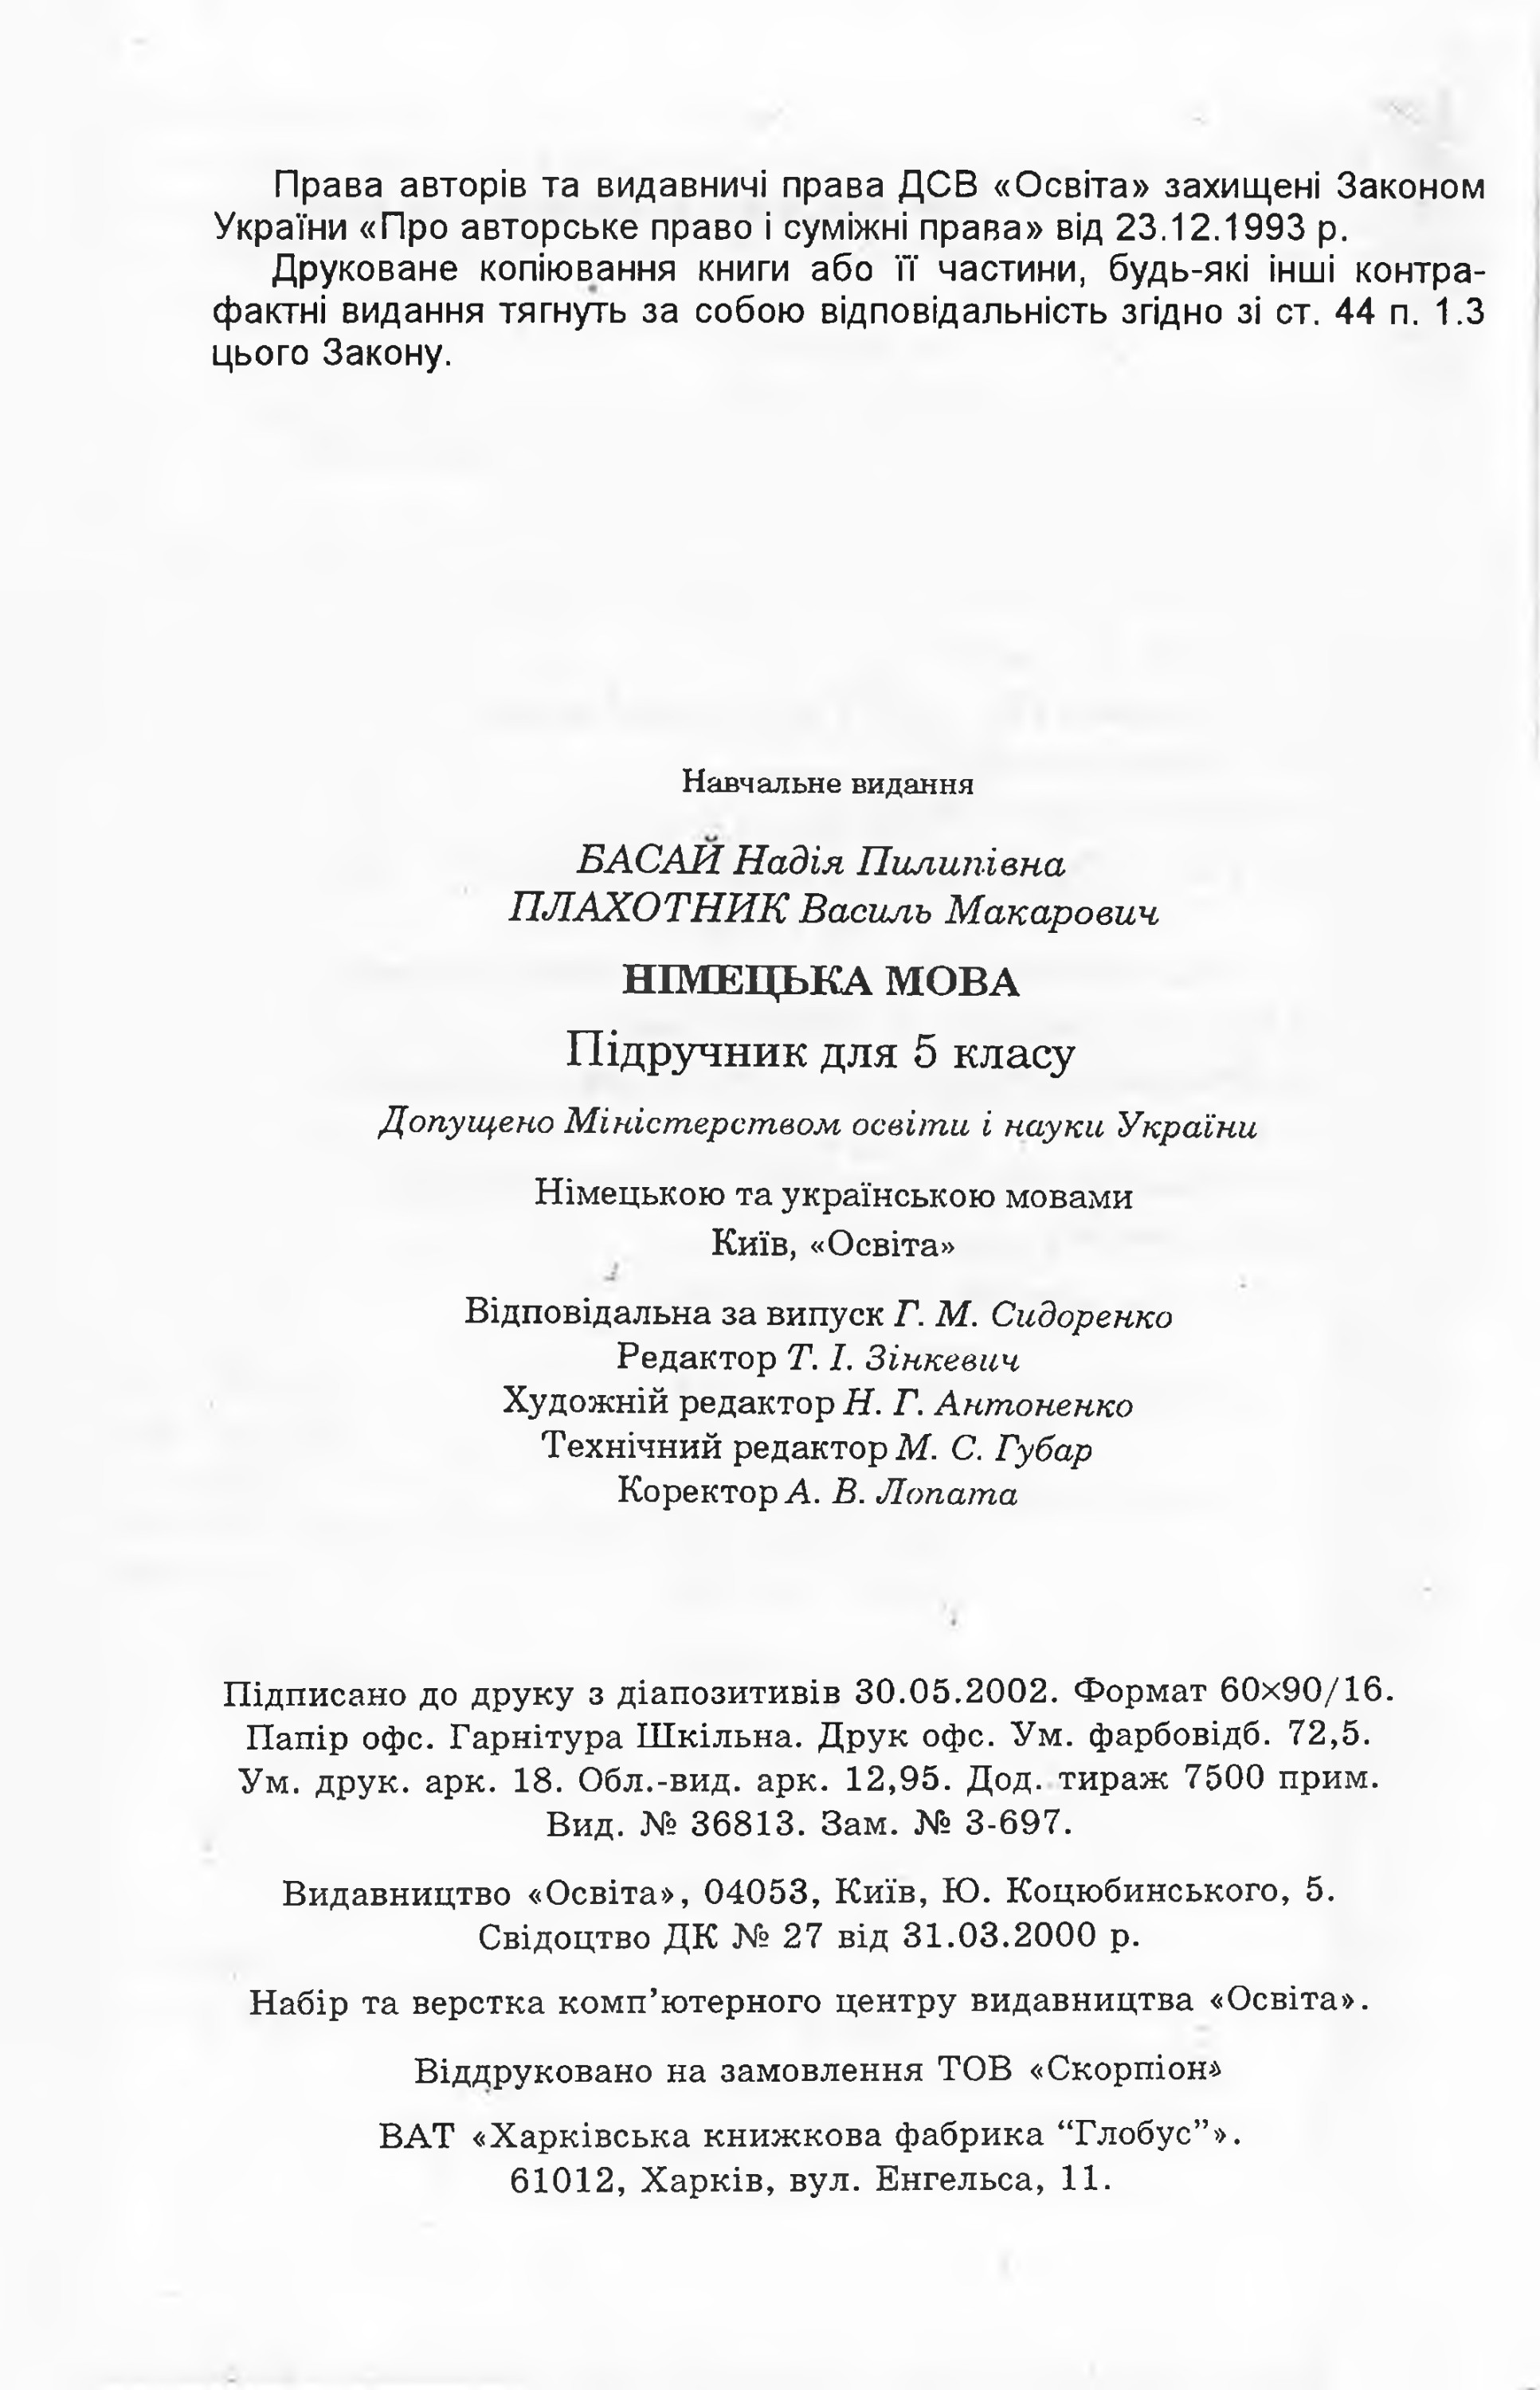 Права авторів та видавничі права ДСВ «Освіта» захищені Законом
України «Про авторське право і суміжні права» від 23.12.1993 р.
Друковане копіювання книги або її частини, будь-які інші контра-
фактні видання тягнуть за собою відповідальність згідно зі ст. 44 п. 1.3
цього Закону.
Навчальне видання
БАСАЙ Надія Пилипівна
ПЛАХОТНИК Василь Макарович
НІМЕЦЬКА МОВА
Підручник для 5 класу
Допущено Міністерством освіти і науки України
Німецькою та українською мовами
Київ, «Освіта»
Відповідальна за випуск Г. М. Сидоренко
Редактор Т. І. Зінкевич
Художній редактор Н. Г. Антоненко
Технічний редактор М. С. Губар
Коректор А. В. Лопата
Підписано до друку з діапозитивів 30.05.2002. Формат 60х90/16.
Папір офс. Гарнітура Шкільна. Друк офс. Ум. фарбовідб. 72,5.
Ум. друк. арк. 18. Обл.-вид. арк. 12,95. Дод. тираж 7500 прим.
Вид. № 36813. Зам. № 3-697.
Видавництво «Освіта», 04053, Київ, Ю. Коцюбинського, 5.
Свідоцтво ДК № 27 від 31.03.2000 р.
Набір та верстка комп’ютерного центру видавництва «Освіта».
Віддруковано на замовлення ТОВ «Скорпіон»
ВАТ «Харківська книжкова фабрика “Глобус”».
61012, Харків, вул. Енгельса, 11.